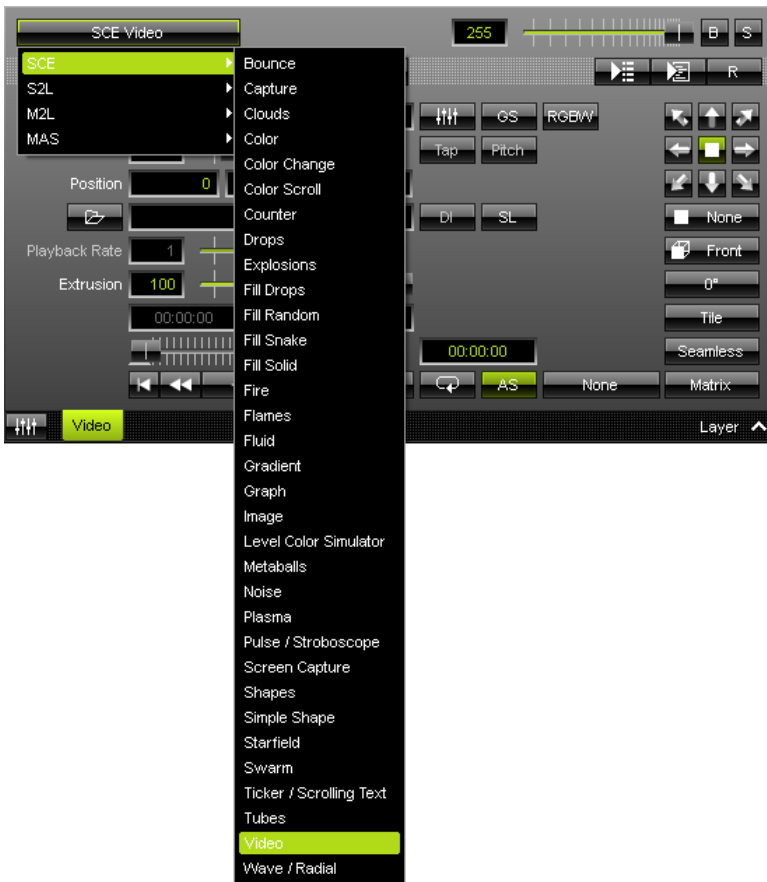 SCE Video
255
B
S
SCE
S2L
M2L
MAS
Bounce
Capture
Clouds
Color
Color Change
Color Scroll
Counter
Drops
Explosions
Fill Drops
Fill Random
Fill Snake
Fill Solid
Fire
Flames
Fluid
Gradient
Graph
Image
Level Color Simulator
Metaballs
Noise
Plasma
Pulse / Stroboscope
Screen Capture
Shapes
Simple Shape
Starfield
Swarm
Ticker / Scrolling Text
Tubes
Video
Wave / Radial
R
GS
RGBW
Tap
Pitch
Position
0
DI
SL
None
Playback Rate
1
Front
Extrusion
100
0°
00:00:00
Tile
00:00:00
Seamless
AS
None
Matrix
Video
Layer